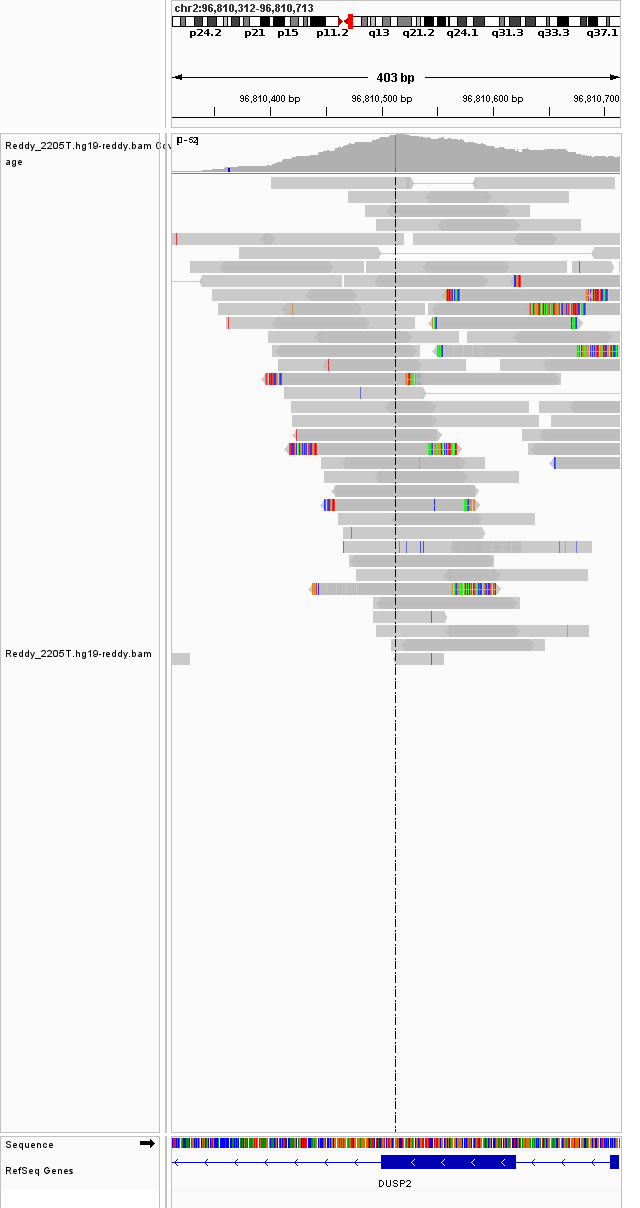 chr2:96,810,312-96,810,713
p24.2 p21 p15 p11.2 q13 q21.2 q24.1 q31.3 q33.3 q37.1
403 bp
96,810,400 bp 96,810,500 bp 96,810,600 bp 96,810,700
Reddy_2205T.hg19-reddy.bam Cov
age
[0-52]
Reddy_2205T.hg19-reddy.bam
Sequence
RefSeq Genes
DUSP2